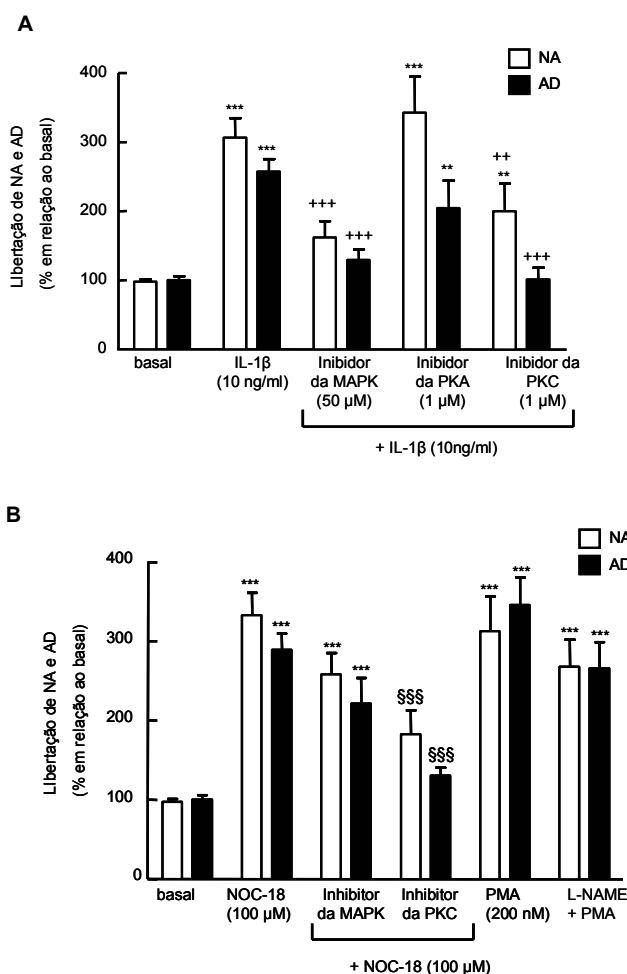 A
NA
AD
LIbertação de NA e AD
(% em relação ao basal)
400
300
200
100
0
***
***
+++
+++
***
**
++
**
+++
basal
IL-1β
(10 ng/ml)
Inibidor
da MAPK
(50 µM)
Inibidor
da PKA
(1 µM)
Inibidor da
PKC
(1 µM)
+ IL-1β (10ng/ml)
B
NA
AD
LIbertação de NA e AD
(% em relação ao basal)
400
300
200
100
0
***
***
***
***
§§§
§§§
***
***
***
***
basal
NOC-18
(100 µM)
Inhibitor
da MAPK
Inhibitor
da PKC
PMA
(200 nM)
L-NAME
+ PMA
+ NOC-18 (100 µM)